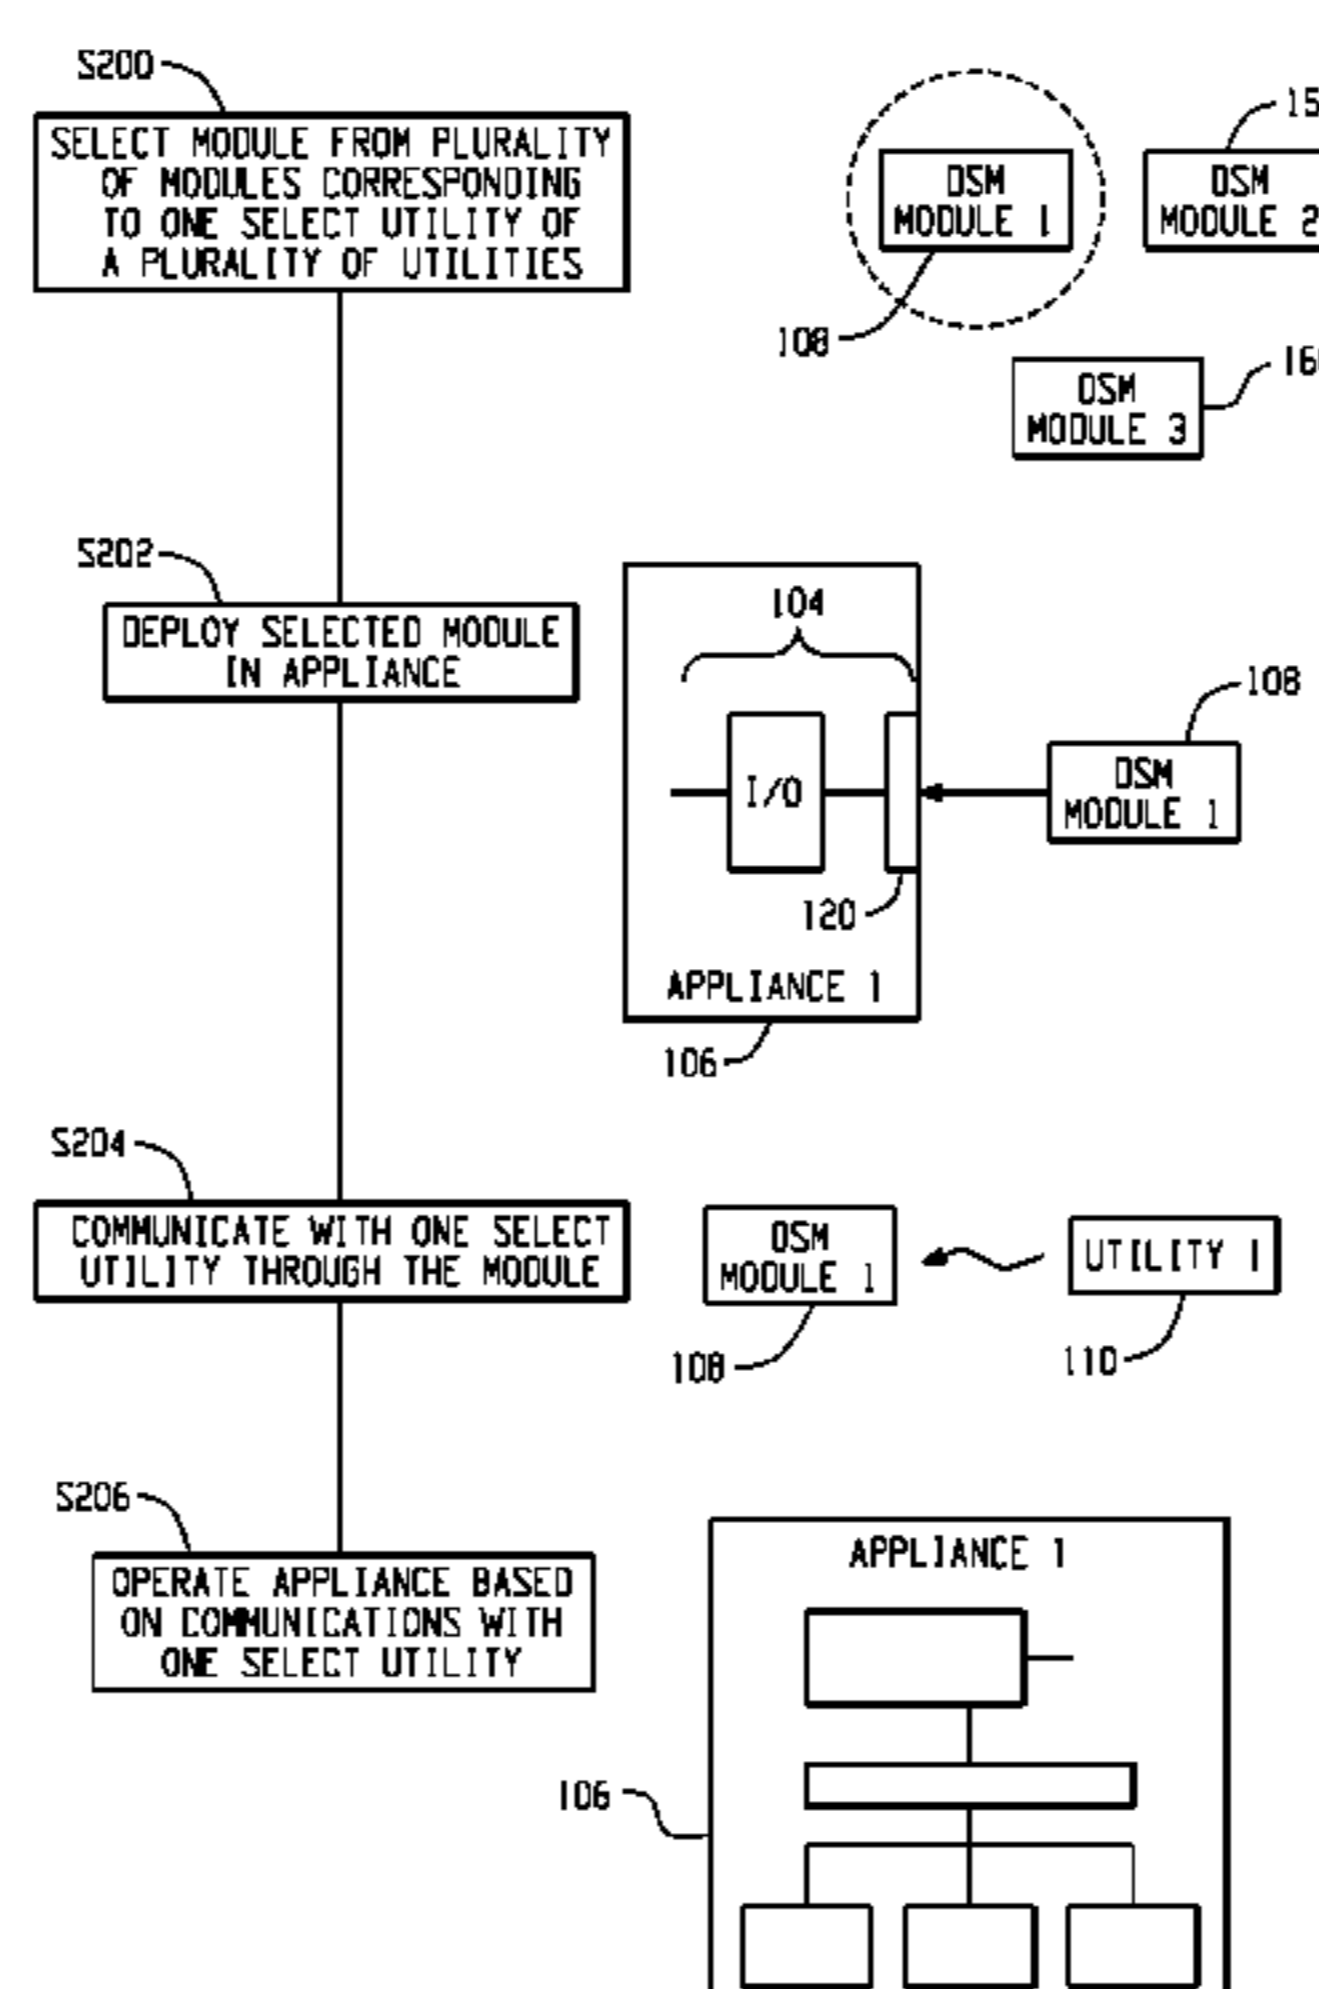 S200
SELECT MODULE FROM PLURALITY
OF MODULES CORRESPONDING
TO ONE SELECT UTILITY OF
A PLURALITY OF UTILITIES
DSM
MODULE 1
108
DSM
MODULE 2
DSM
MODULE 3
S202
DEPLOY SELECTED MODULE
IN APPLIANCE
104
I/O
120
APPLIANCE 1
106
108
DSM
MODULE 1
S204
COMMUNICATE WITH ONE SELECT
UTILITY THROUGH THE MODULE
DSM
MODULE 1
108
UTILITY 1
110
S206
OPERATE APPLIANCE BASED
ON COMMUNICATIONS WITH
ONE SELECT UTILITY
APPLIANCE 1
106